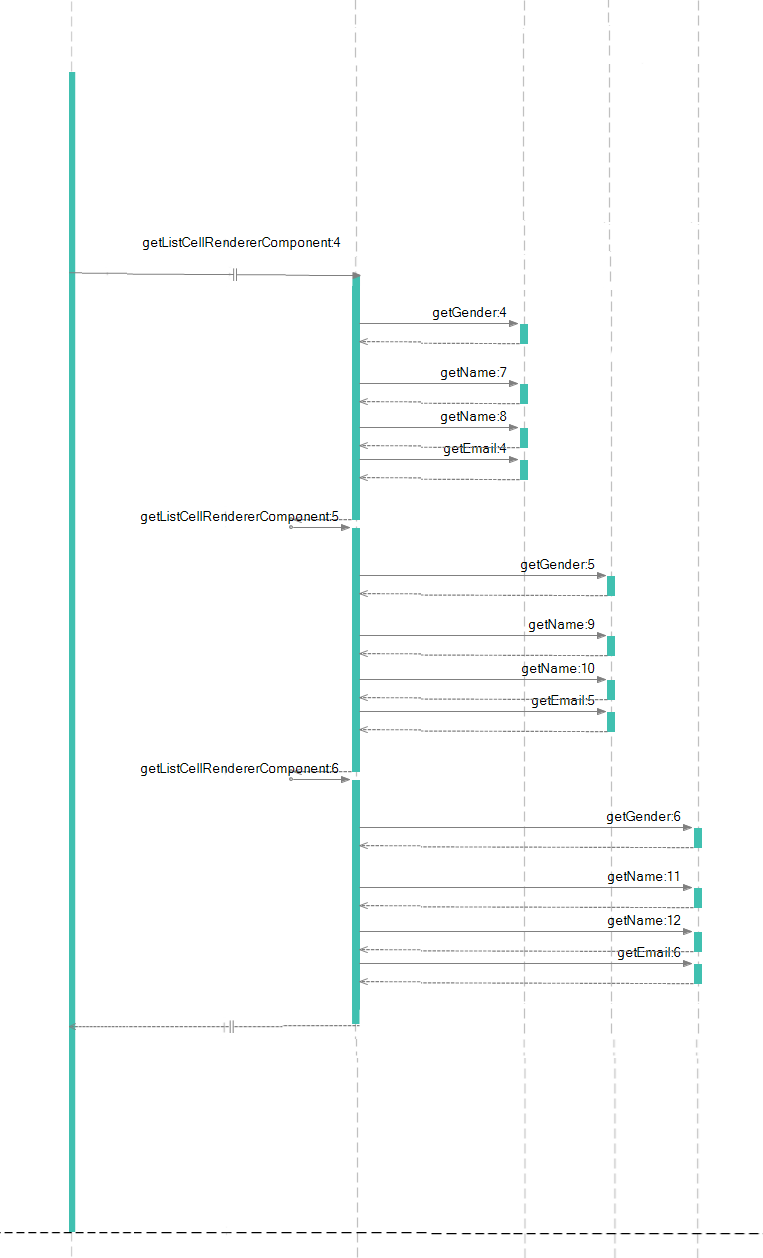 getListCellRendererComponent:4
getGender:4
getName:7
getName:8
getEmail:4
getListCellRendererComponent:5
getGender:5
getName:9
getName:10
getEmail:5
getListCellRendererComponent:6
getGender:6
getName:11
getName:12
getEmail:6